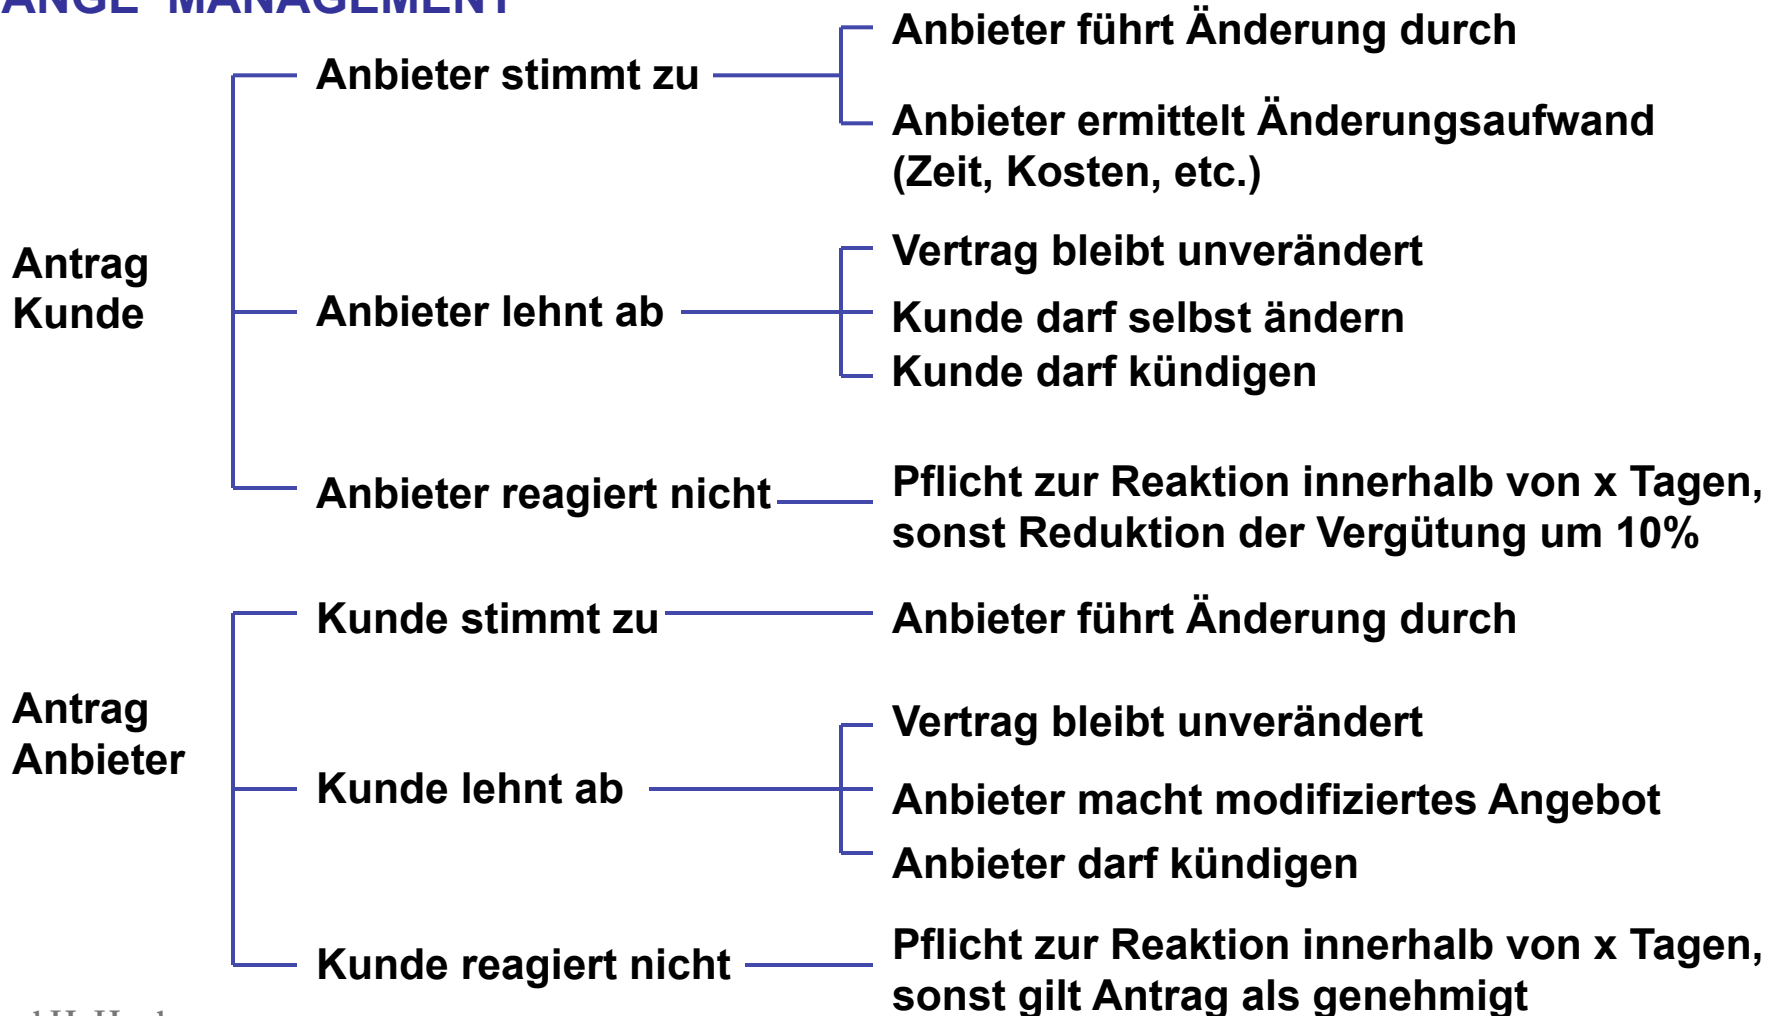 ANGE MANAGEMENT
Anbieter führt Änderung durch
Anbieter stimmt zu
Anbieter ermittelt Änderungsaufwand
(Zeit, Kosten, etc.)
Antrag
Kunde
Vertrag bleibt unverändert
Anbieter lehnt ab
Kunde darf selbst ändern
Kunde darf kündigen
Anbieter reagiert nicht
Pflicht zur Reaktion innerhalb von x Tagen,
sonst Reduktion der Vergütung um 10%
Kunde stimmt zu
Anbieter führt Änderung durch
Antrag
Anbieter
Vertrag bleibt unverändert
Kunde lehnt ab
Anbieter macht modifiziertes Angebot
Anbieter darf kündigen
Kunde reagiert nicht
Pflicht zur Reaktion innerhalb von x Tagen,
sonst gilt Antrag als genehmigt